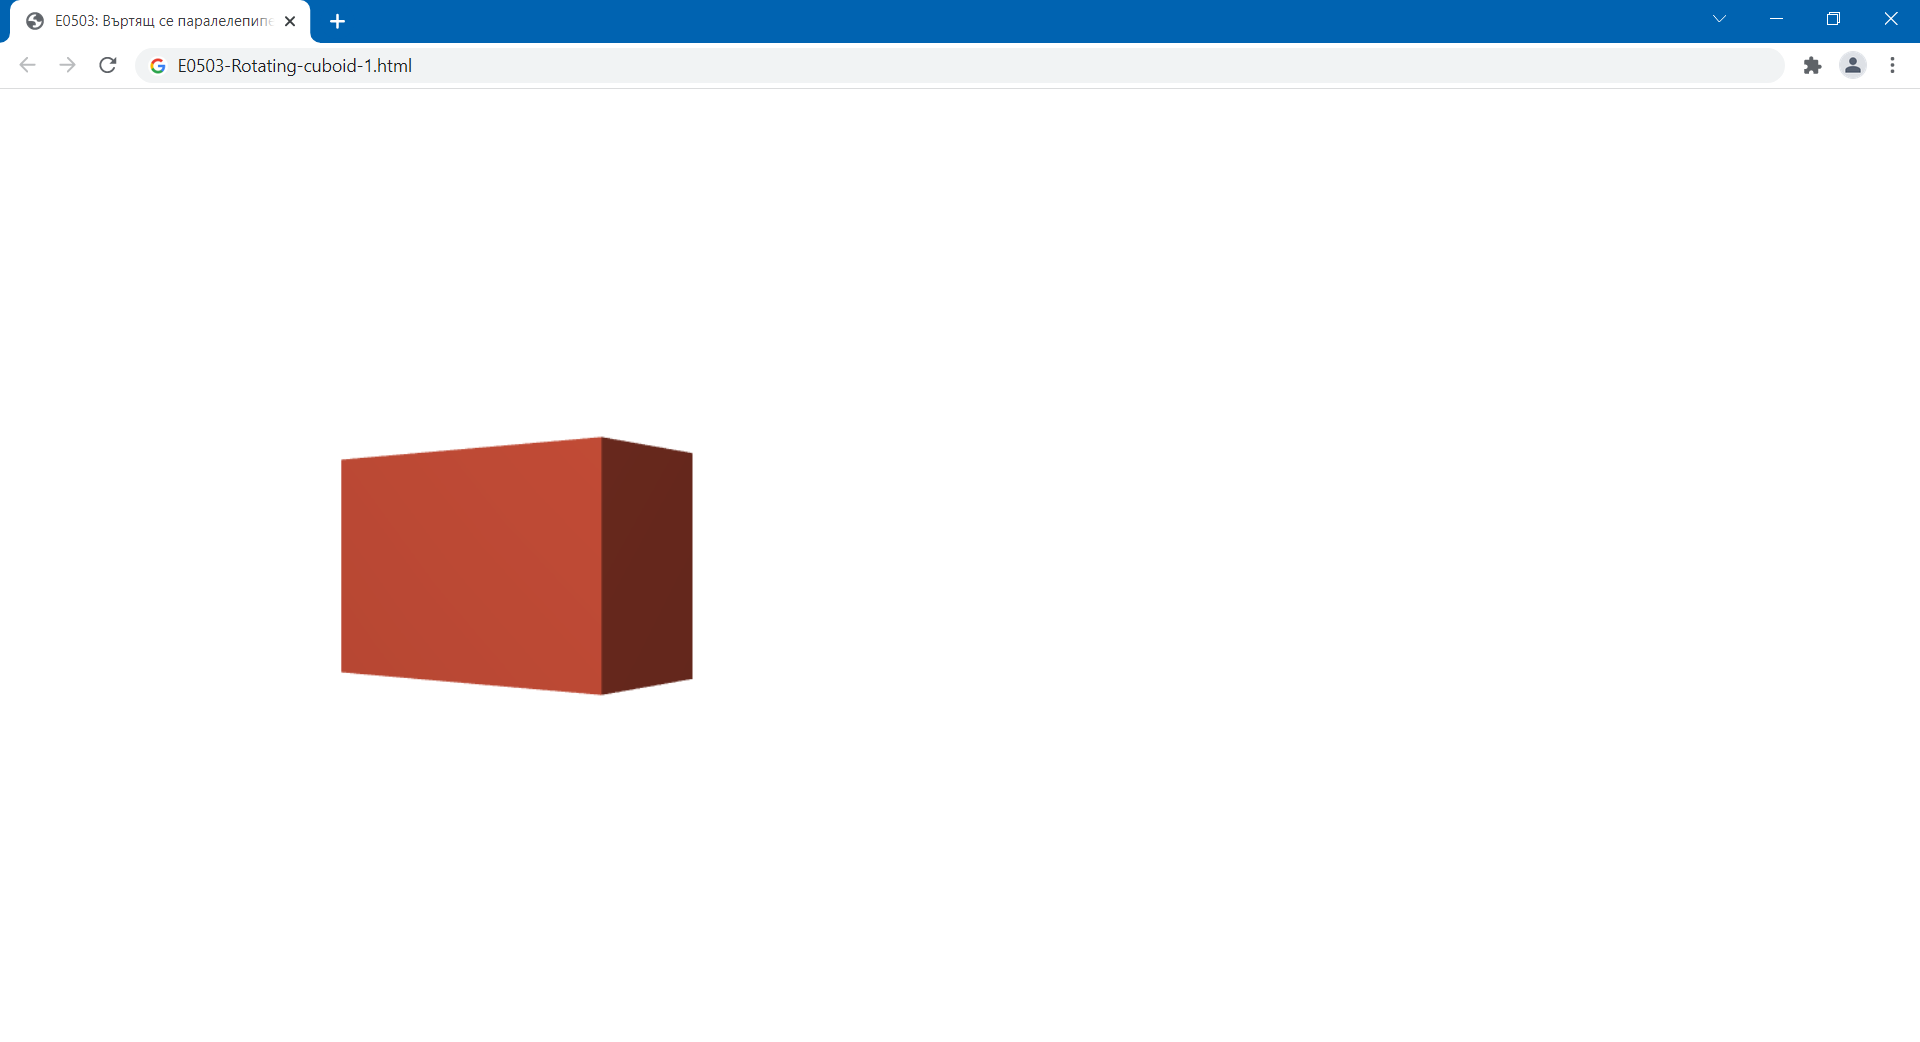 E0503: Въртящ се паралелепип
E0503-Rotating-cuboid-1.html